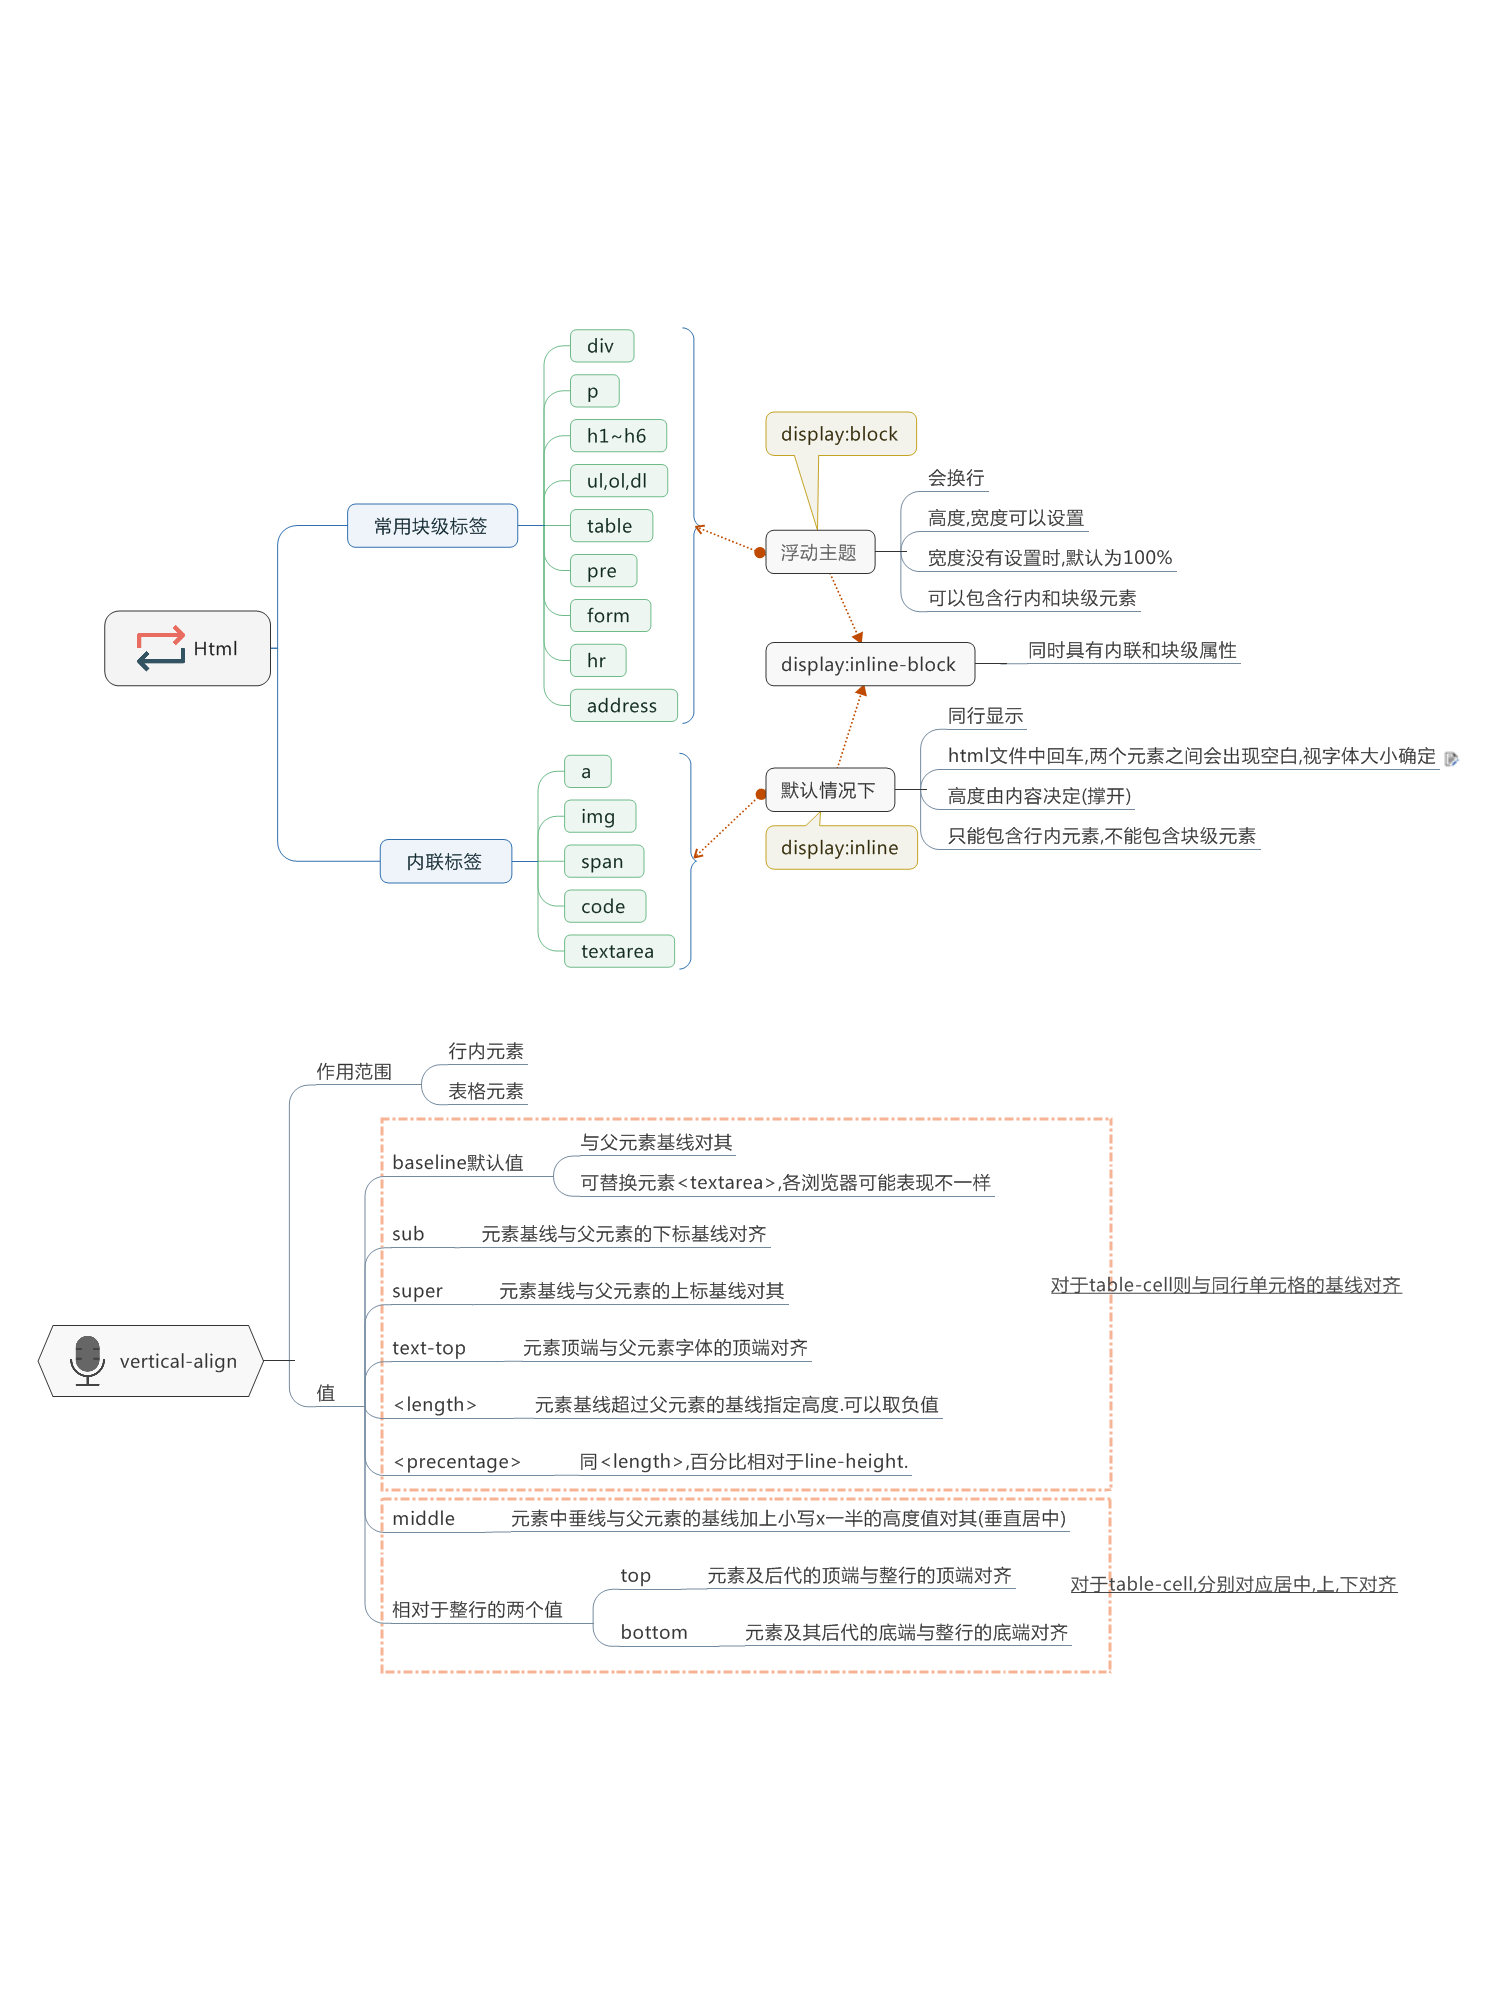 Html
常用块级标签
div
p
h1~h6
ul,ol,dl
table
pre
form
hr
address
display:block
浮动主题
会换行
高度,宽度可以设置
宽度没有设置时,默认为100%
可以包含行内和块级元素
display:inline-block
同时具有内联和块级属性
内联标签
a
img
span
code
textarea
默认情况下
display:inline
同行显示
html文件中回车,两个元素之间会出现空白,视字体大小确定
高度由内容决定(撑开)
只能包含行内元素,不能包含块级元素
vertical-align
作用范围
行内元素
表格元素
值
baseline默认值
与父元素基线对其
可替换元素<textarea>,各浏览器可能表现不一样
sub
元素基线与父元素的下标基线对齐
super
元素基线与父元素的上标基线对其
text-top
元素顶端与父元素字体的顶端对齐
<length>
元素基线超过父元素的基线指定高度.可以取负值
<precentage>
同<length>,百分比相对于line-height.
对于table-cell则与同行单元格的基线对齐
middle
元素中垂线与父元素的基线加上小写x一半的高度值对其(垂直居中)
相对于整行的两个值
top
元素及后代的顶端与整行的顶端对齐
bottom
元素及其后代的底端与整行的底端对齐
对于table-cell,分别对应居中,上,下对齐